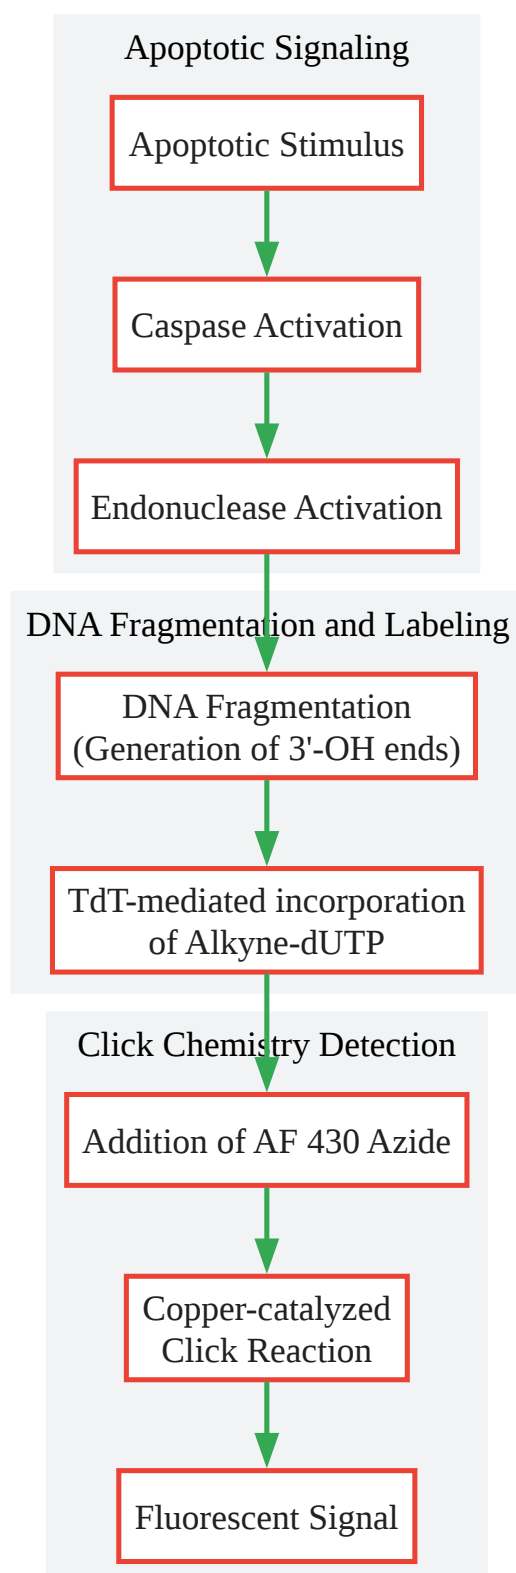 Apoptotic Signaling
Apoptotic Stimulus
Caspase Activation
Endonuclease Activation
DNA Fragmentation and Labeling
DNA Fragmentation
(Generation of 3'-OH ends)
TdT-mediated incorporation
of Alkyne-dUTP
Click Chemistry Detection
Addition of AF 430 Azide
Copper-catalyzed
Click Reaction
Fluorescent Signal